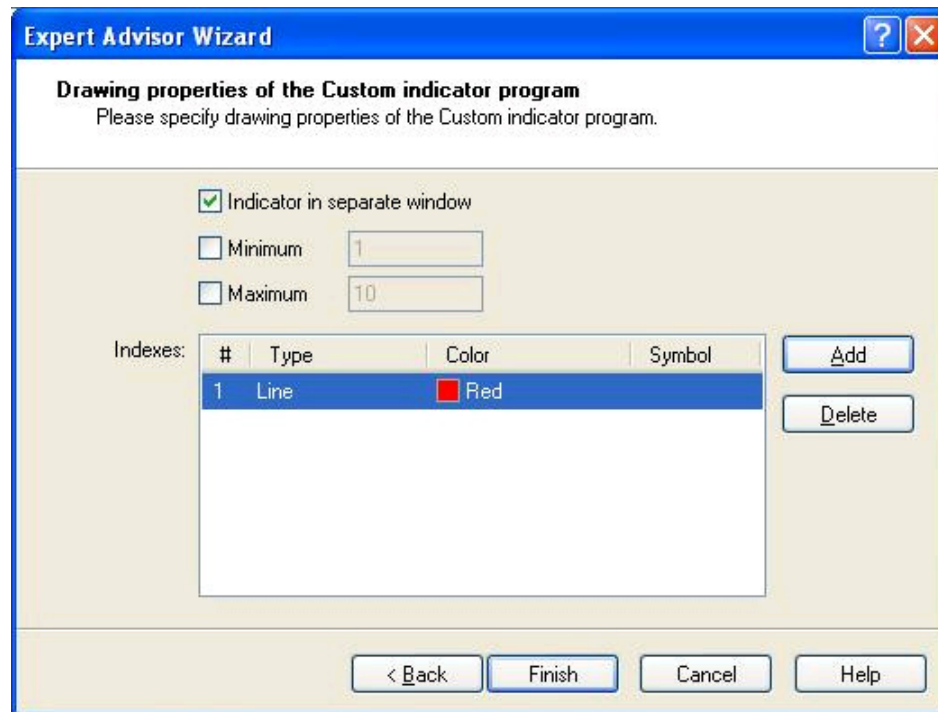 Expert Advisor Wizard
Drawing properties of the Custom indicator program
Please specify drawing properties of the Custom indicator program.
Indicator in separate window
Minimum 1
Maximum 10
Indexes:
# Type Color Symbol
1 Line Red
Add
Delete
< Back Finish Cancel Help